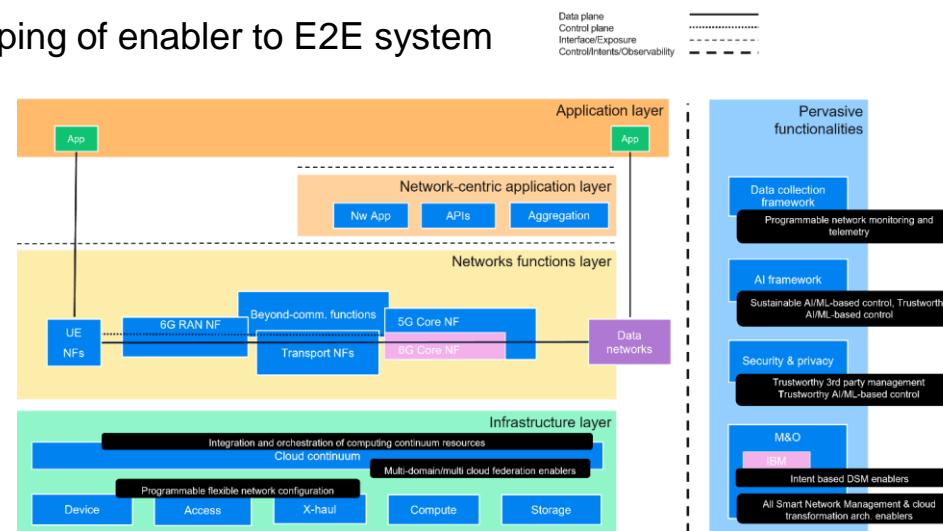 ping of enabler to E2E system
Data plane
Control plane
Interface/Exposure
Control/Intents/Observability
Application layer
App
App
Network-centric application layer
Nw App
APIs
Aggregation
Networks functions layer
UE
NFs
6G RAN NF
Beyond-comm. functions
Transport NFs
5G Core NF
6G Core NF
Data
networks
Infrastructure layer
Integration and orchestration of computing continuum resources
Cloud continuum
Multi-domain/multi cloud federation enablers
Programmable flexible network configuration
Device
Access
X-haul
Compute
Storage
Pervasive
functionalities
Data collection
framework
Programmable network monitoring and
telemetry
AI framework
Sustainable AI/ML-based control, Trustworth
AI/ML-based control
Security & privacy
Trustworthy 3rd party management
Trustworthy AI/ML-based control
M&O
IBM
Intent based DSM enablers
All Smart Network Management & cloud
transformation arch. enablers